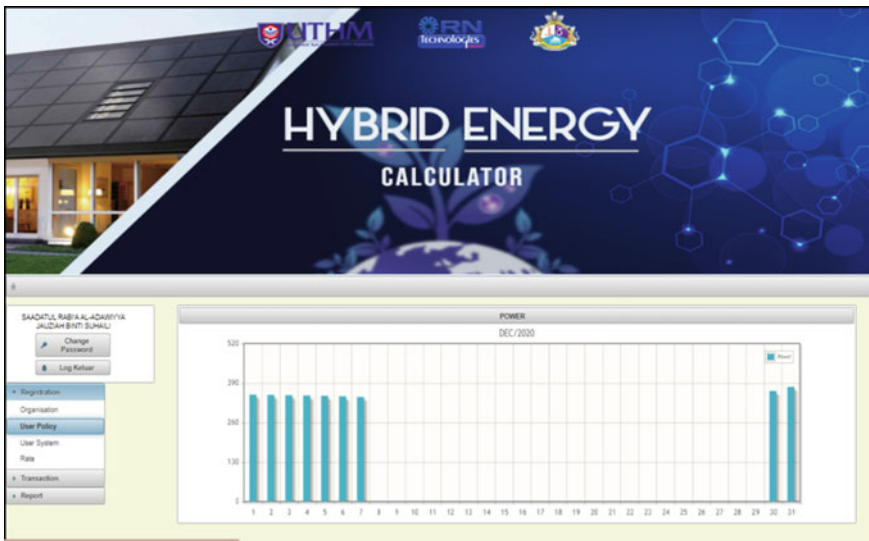 UTHM
RN
Technologies
HYBRID ENERGY
CALCULATOR
SAADATUL RABI'A AL-ADAWIYYA
JAUZIAH BINTI SUHAILI
Change
Password
Log Keluar
Registration
Organisation
User Policy
User System
Rate
Transaction
Report
POWER
DEC/2020
Power
520
390
260
130
0
1 2 3 4 5 6 7 8 9 10 11 12 13 14 15 16 17 18 19 20 21 22 23 24 25 26 27 28 29 30 31